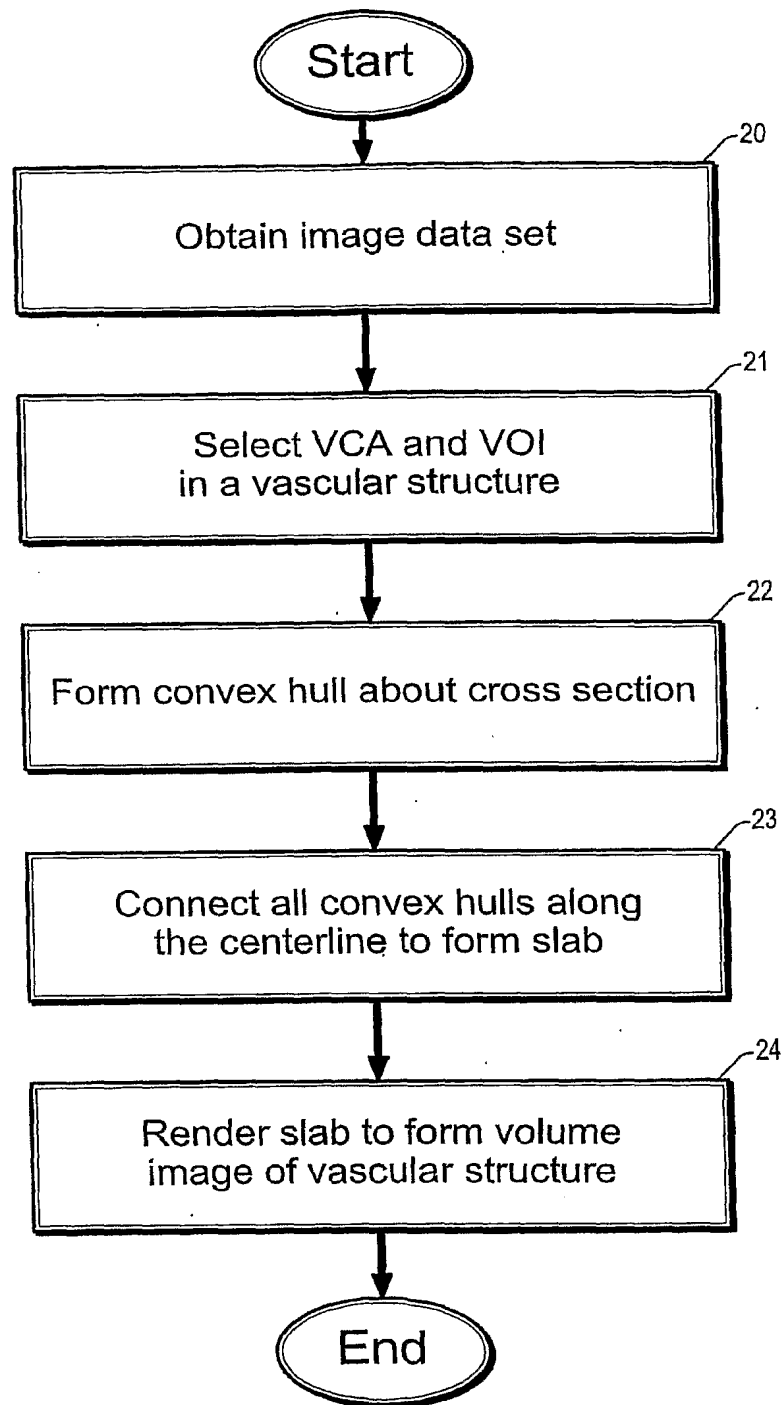 Start
20
Obtain image data set
21
Select VCA and VOI
in a vascular structure
22
Form convex hull about cross section
23
Connect all convex hulls along
the centerline to form slab
24
Render slab to form volume
image of vascular structure
End